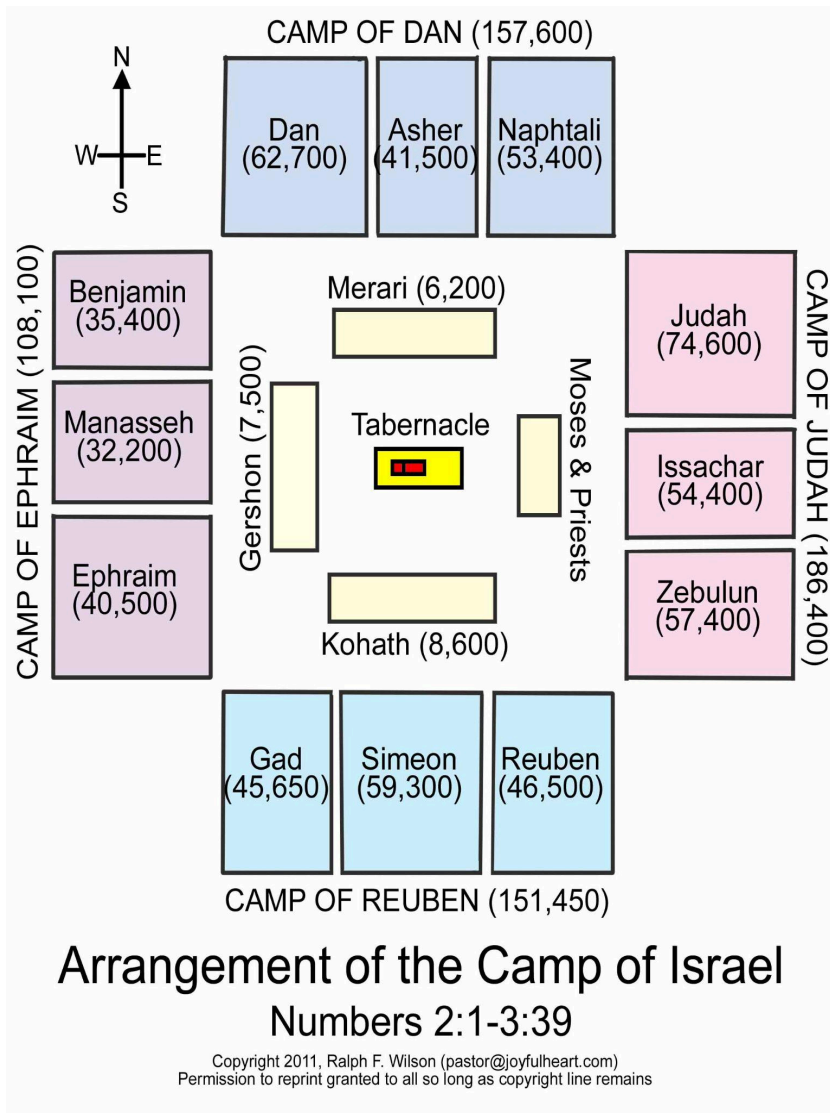 CAMP OF DAN (157,600)
N
W
E
S
Dan
(62,700)
Asher
(41,500)
Naphtali
(53,400)
CAMP OF EPHRAIM (108,100)
Benjamin
(35,400)
Manasseh
(32,200)
Ephraim
(40,500)
Merari (6,200)
Gershon (7,500)
Tabernacle
Moses & Priests
Kohath (8,600)
Judah
(74,600)
Issachar
(54,400)
Zebulun
(57,400)
CAMP OF JUDAH (186,400)
Gad
(45,650)
Simeon
(59,300)
Reuben
(46,500)
CAMP OF REUBEN (151,450)
Arrangement of the Camp of Israel
Numbers 2:1-3:39
Copyright 2011, Ralph F. Wilson (pastor@joyfulheart.com)
Permission to reprint granted to all so long as copyright line remains